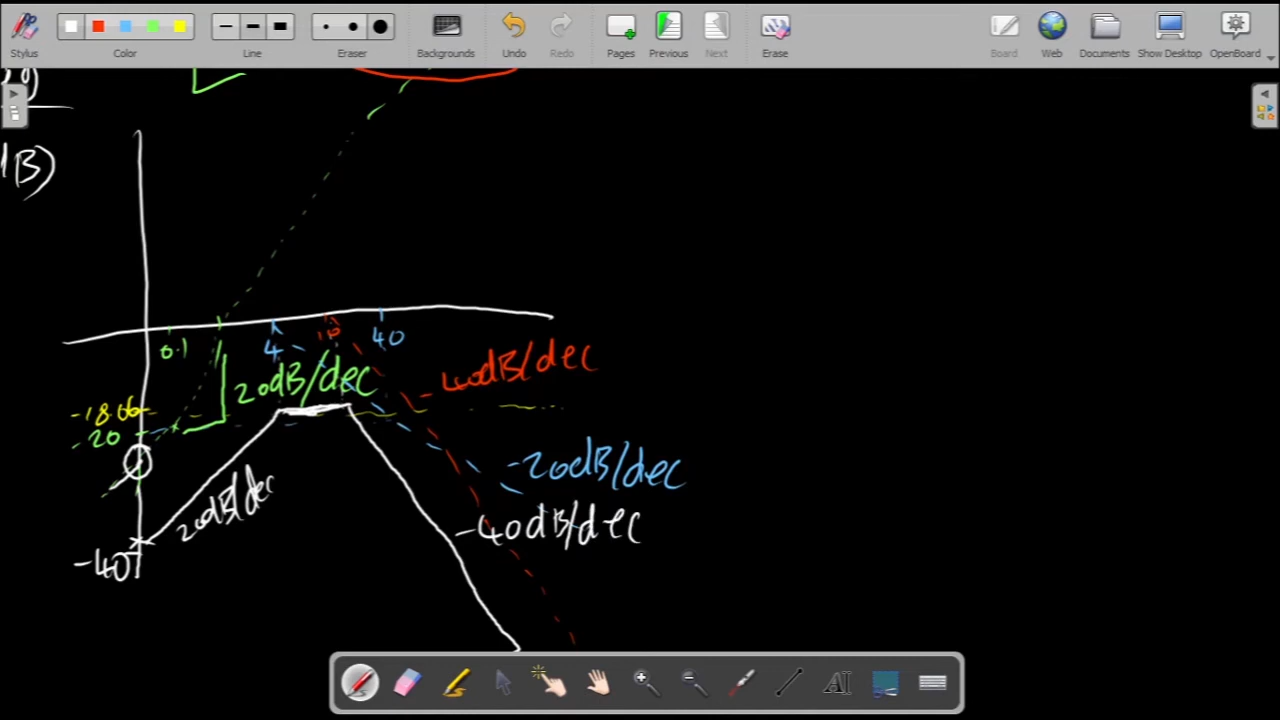 Stylus
Color
Line
Eraser
Backgrounds
Undo
Redo
Pages
Previous
Next
Erase
Board
Web
Documents
Show Desktop
OpenBoard
B)
0.1
4
10
40
20dB/dec
-40dB/dec
-18.06
-20
-20dB/dec
20dB/dec
-40dB/dec
-40